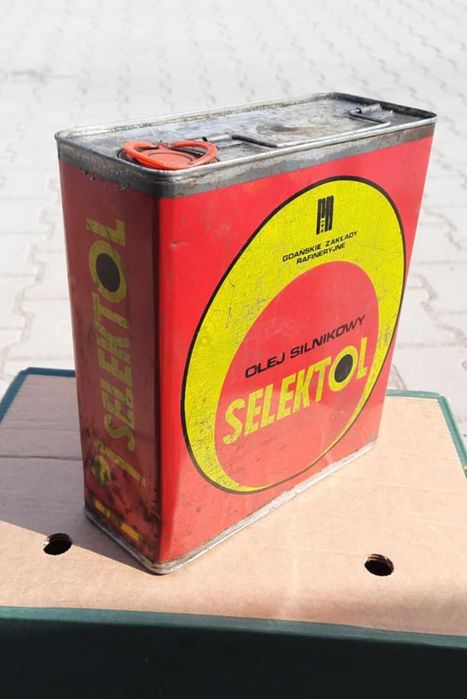 GDAŃSKIE ZAKŁADY
RAFINERYJNE
OLEJ SILNIKOWY
SELEKTOL
SELEKTOL